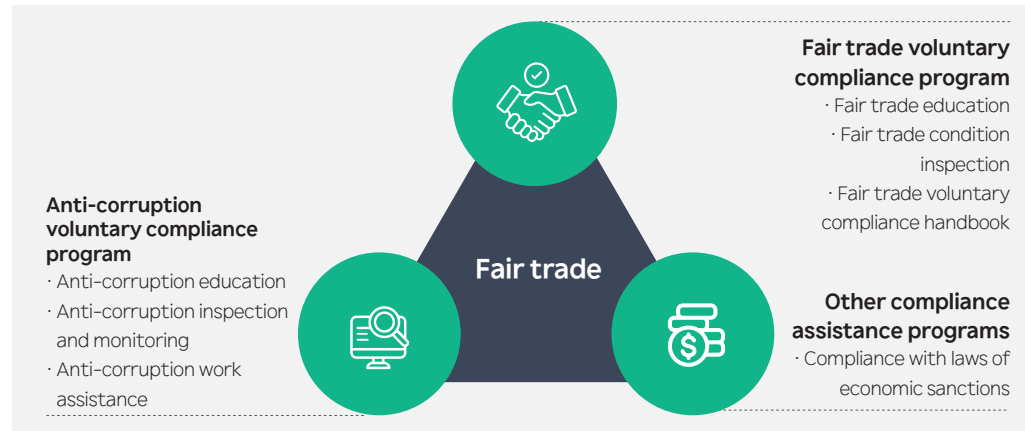 Fair trade voluntary
compliance program
· Fair trade education
· Fair trade condition
inspection
· Fair trade voluntary
compliance handbook
Anti-corruption
voluntary compliance
program
· Anti-corruption education
· Anti-corruption inspection
and monitoring
· Anti-corruption work
assistance
Fair trade
Other compliance
assistance programs
· Compliance with laws of
economic sanctions
$